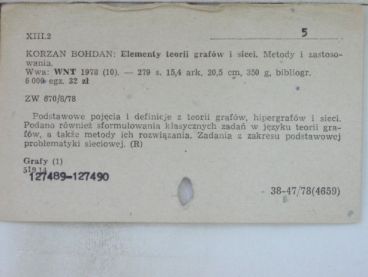 5
XIII.2
KORZAN BOHDAN: Elementy teorii grafów i sieci. Metody i zastoso-
wania.
Wwa: WNT 1978 (10). — 279 s. 15,4 ark. 20,5 cm, 350 g, bibliogr.
6 000 egz. 32 zł
ZW 670/8/78
Podstawowe pojęcia i definicje z teorii grafów, hipergrafów i sieci.
Podano również sformułowania klasycznych zadań w języku teorii gra-
fów, a także metody ich rozwiązania. Zadania z zakresu podstawowej
problematyki sieciowej. (R)
Grafy (1)
127489-127490
38-47/78(4659)